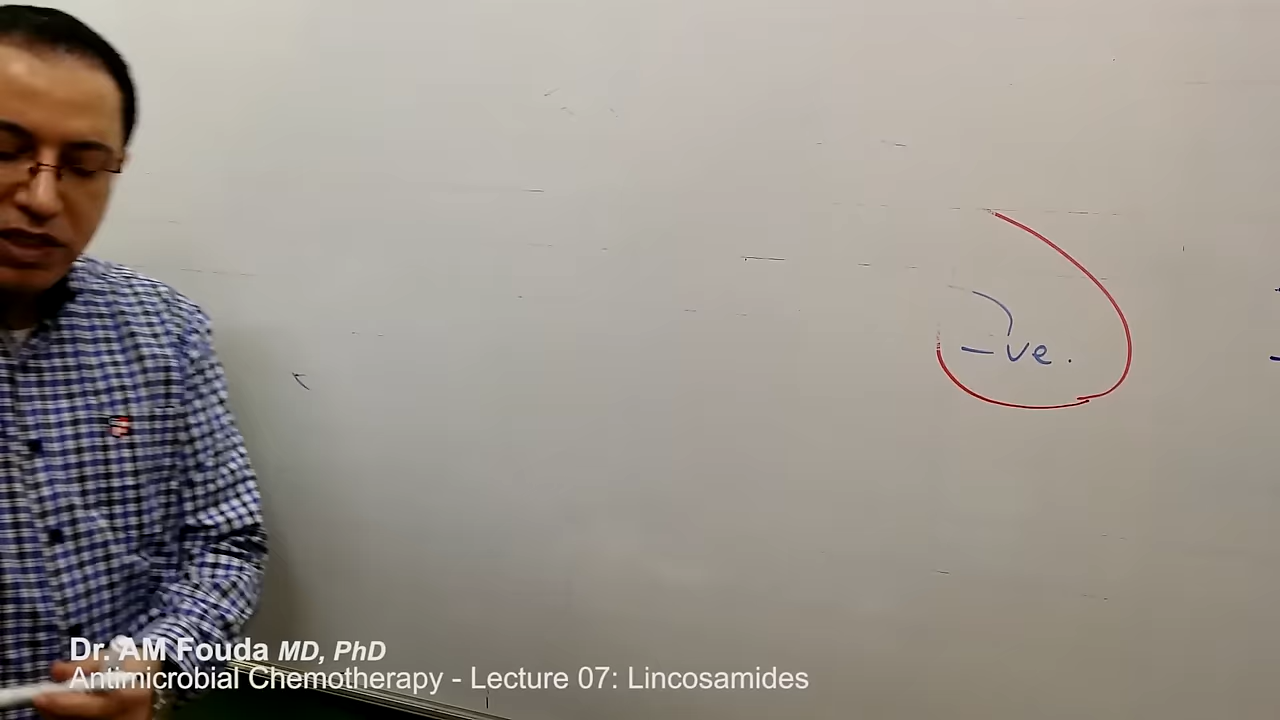 -ve.
Dr. AM Fouda MD, PhD
Antimicrobial Chemotherapy - Lecture 07: Lincosamides